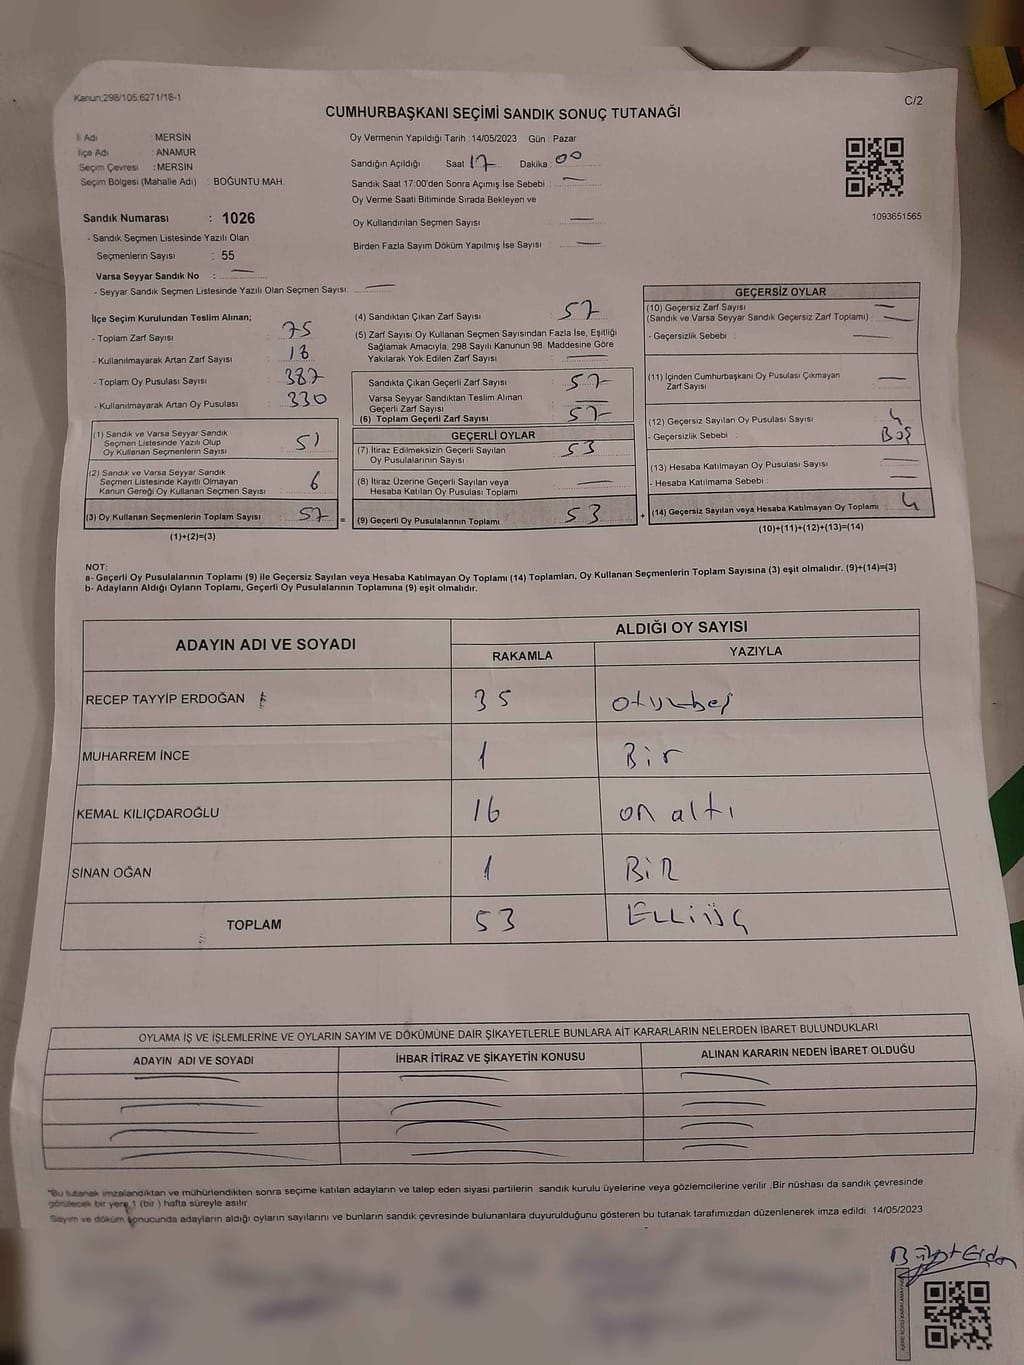 Kanun;298/105;6271/18-1
C/2
CUMHURBAŞKANI SEÇİMİ SANDIK SONUÇ TUTANAĞI
İl Adı : MERSİN
İlçe Adı : ANAMUR
Seçim Çevresi : MERSİN
Seçim Bölgesi (Mahalle Adı) : BOĞUNTU MAH.
Sandık Numarası : 1026
- Sandık Seçmen Listesinde Yazılı Olan
Seçmenlerin Sayısı : 55
Varsa Seyyar Sandık No :
- Seyyar Sandık Seçmen Listesinde Yazılı Olan Seçmen Sayısı:
Oy Vermenin Yapıldığı Tarih : 14/05/2023 Gün : Pazar
Sandığın Açıldığı Saat 17 Dakika : 00
Sandık Saat 17:00'den Sonra Açımış İse Sebebi :
Oy Verme Saati Bitiminde Sırada Bekleyen ve
Oy Kullandırılan Seçmen Sayısı :
Birden Fazla Sayım Döküm Yapılmış İse Sayısı :
1093651565
İlçe Seçim Kurulundan Teslim Alınan;
- Toplam Zarf Sayısı : 75
- Kullanılmayarak Artan Zarf Sayısı : 18
- Toplam Oy Pusulası Sayısı : 387
- Kullanılmayarak Artan Oy Pusulası : 330
(1) Sandık ve Varsa Seyyar Sandık
Seçmen Listesinde Yazılı Olup
Oy Kullanan Seçmenlerin Sayısı : 51
(2) Sandık ve Varsa Seyyar Sandık
Seçmen Listesinde Kayıtlı Olmayan
Kanun Gereği Oy Kullanan Seçmen Sayısı : 6
(3) Oy Kullanan Seçmenlerin Toplam Sayısı : 57
(1)+(2)=(3)
(4) Sandıktan Çıkan Zarf Sayısı : 57
(5) Zarf Sayısı Oy Kullanan Seçmen Sayısından Fazla İse, Eşitliği
Sağlamak Amacıyla; 298 Sayılı Kanunun 98. Maddesine Göre
Yakılarak Yok Edilen Zarf Sayısı :
Sandıkta Çıkan Geçerli Zarf Sayısı : 57
Varsa Seyyar Sandıktan Teslim Alınan
Geçerli Zarf Sayısı :
(6) Toplam Geçerli Zarf Sayısı : 57
GEÇERLİ OYLAR
(7) İtiraz Edilmeksizin Geçerli Sayılan
Oy Pusulalarının Sayısı : 53
(8) İtiraz Üzerine Geçerli Sayılan veya
Hesaba Katılan Oy Pusulası Toplamı :
= (9) Geçerli Oy Pusulalarının Toplamı : 53 +
GEÇERSİZ OYLAR
(10) Geçersiz Zarf Sayısı
(Sandık ve Varsa Seyyar Sandık Geçersiz Zarf Toplamı) :
- Geçersizlik Sebebi :
(11) İçinden Cumhurbaşkanı Oy Pusulası Çıkmayan
Zarf Sayısı :
(12) Geçersiz Sayılan Oy Pusulası Sayısı : 4
- Geçersizlik Sebebi : Boş
(13) Hesaba Katılmayan Oy Pusulası Sayısı :
- Hesaba Katılmama Sebebi :
(14) Geçersiz Sayılan veya Hesaba Katılmayan Oy Toplamı : 4
(10)+(11)+(12)+(13)=(14)
NOT:
a- Geçerli Oy Pusulalarının Toplamı (9) ile Geçersiz Sayılan veya Hesaba Katılmayan Oy Toplamı (14) Toplamları, Oy Kullanan Seçmenlerin Toplam Sayısına (3) eşit olmalıdır. (9)+(14)=(3)
b- Adayların Aldığı Oyların Toplamı, Geçerli Oy Pusulalarının Toplamına (9) eşit olmalıdır.
ADAYIN ADI VE SOYADI ALDIĞI OY SAYISI
RAKAMLA YAZIYLA
RECEP TAYYİP ERDOĞAN 35 otuzbeş
MUHARREM İNCE 1 Bir
KEMAL KILIÇDAROĞLU 16 on altı
SİNAN OĞAN 1 BİR
TOPLAM 53 ELLİÜÇ
OYLAMA İŞ VE İŞLEMLERİNE VE OYLARIN SAYIM VE DÖKÜMÜNE DAİR ŞİKAYETLERLE BUNLARA AİT KARARLARIN NELERDEN İBARET BULUNDUKLARI
ADAYIN ADI VE SOYADI İHBAR İTİRAZ VE ŞİKAYETİN KONUSU ALINAN KARARIN NEDEN İBARET OLDUĞU
"Bu tutanak imzalandıktan ve mühürlendikten sonra seçime katılan adayların ve talep eden siyasi partilerin sandık kurulu üyelerine veya gözlemcilerine verilir .Bir nüshası da sandık çevresinde
görülecek bir yere 1 (bir ) hafta süreyle asılır
Sayım ve döküm sonucunda adayların aldığı oyların sayılarını ve bunların sandık çevresinde bulunanlara duyurulduğunu gösteren bu tutanak tarafımızdan düzenlenerek imza edildi 14/05/2023